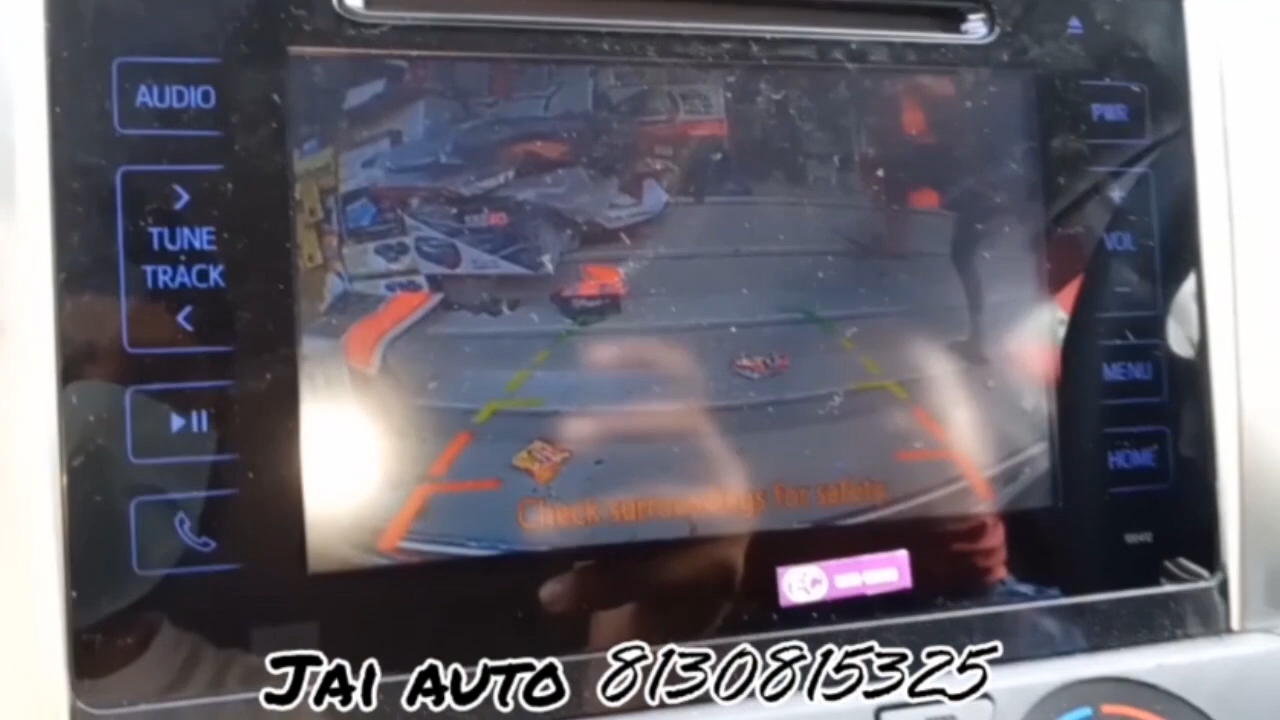 AUDIO
PWR
TUNE
TRACK
VOL
MENU
HOME
Check surroundings for safety
JAI AUTO 8130815325